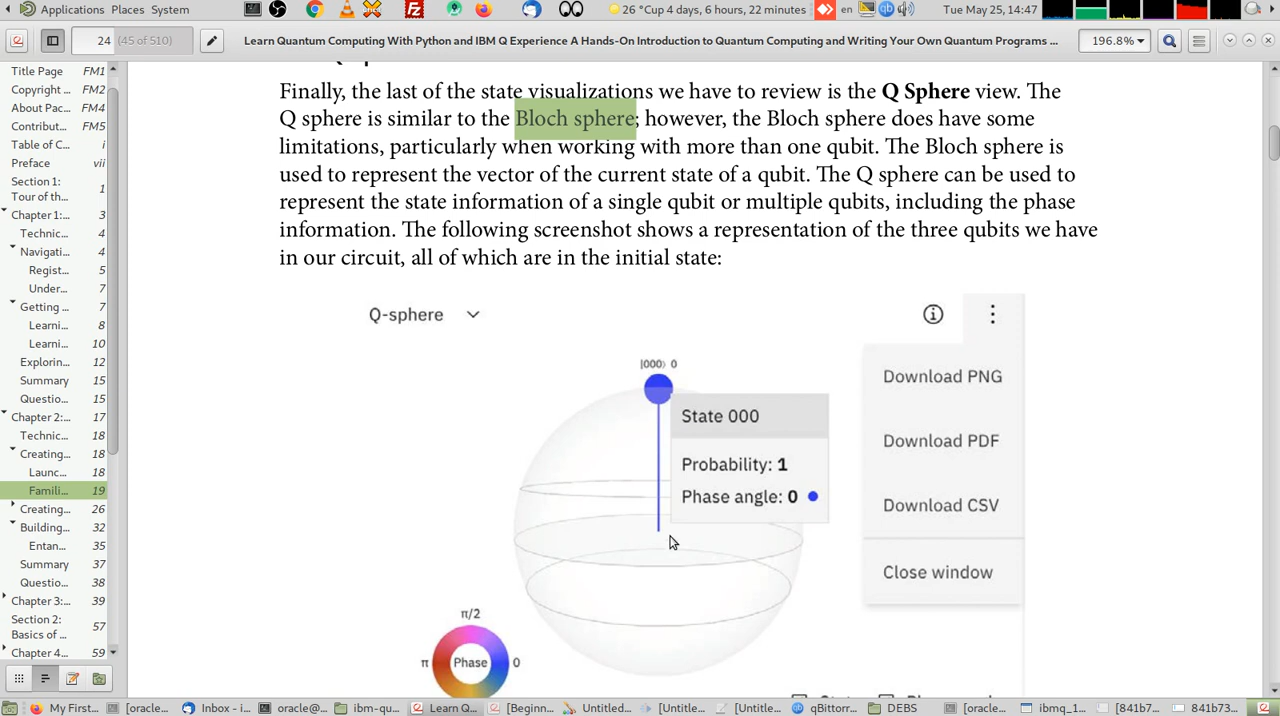 Applications Places System
26 °Cup 4 days, 6 hours, 22 minutes
en
Tue May 25, 14:47
24 (45 of 510)
Learn Quantum Computing With Python and IBM Q Experience A Hands-On Introduction to Quantum Computing and Writing Your Own Quantum Programs ...
196.8%
Title Page FM1
Copyright ... FM2
About Pac... FM4
Contribut... FM5
Table of C... i
Preface vii
Section 1:
Tour of th... 1
Chapter 1:... 3
Technic... 4
Navigati... 4
Regist... 5
Under... 7
Getting ... 7
Learni... 8
Learni... 10
Explorin... 12
Summary 15
Questio... 15
Chapter 2:... 17
Technic... 18
Creating... 18
Launc... 18
Famili... 19
Creating... 26
Building... 32
Entan... 35
Summary 37
Questio... 38
Chapter 3:... 39
Section 2:
Basics of ... 57
Chapter 4... 59
Finally, the last of the state visualizations we have to review is the Q Sphere view. The
Q sphere is similar to the Bloch sphere; however, the Bloch sphere does have some
limitations, particularly when working with more than one qubit. The Bloch sphere is
used to represent the vector of the current state of a qubit. The Q sphere can be used to
represent the state information of a single qubit or multiple qubits, including the phase
information. The following screenshot shows a representation of the three qubits we have
in our circuit, all of which are in the initial state:
Q-sphere
|000⟩ 0
State 000
Probability: 1
Phase angle: 0
Download PNG
Download PDF
Download CSV
Close window
π/2
π Phase 0
My First... [oracle... Inbox - i... oracle@... ibm-qu... Learn Q... [Beginn... Untitled... [Untitle... [Untitle... qBittorr... DEBS [oracle... ibmq_1... [841b7... 841b73...